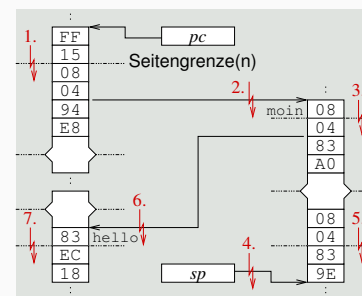 1.
FF
pc
15
Seitengrenze(n)
08
04
94
E8
2.
3.
moin
08
04
83
A0
7.
6.
83
hello
EC
18
08
04
5.
83
9E
4.
sp